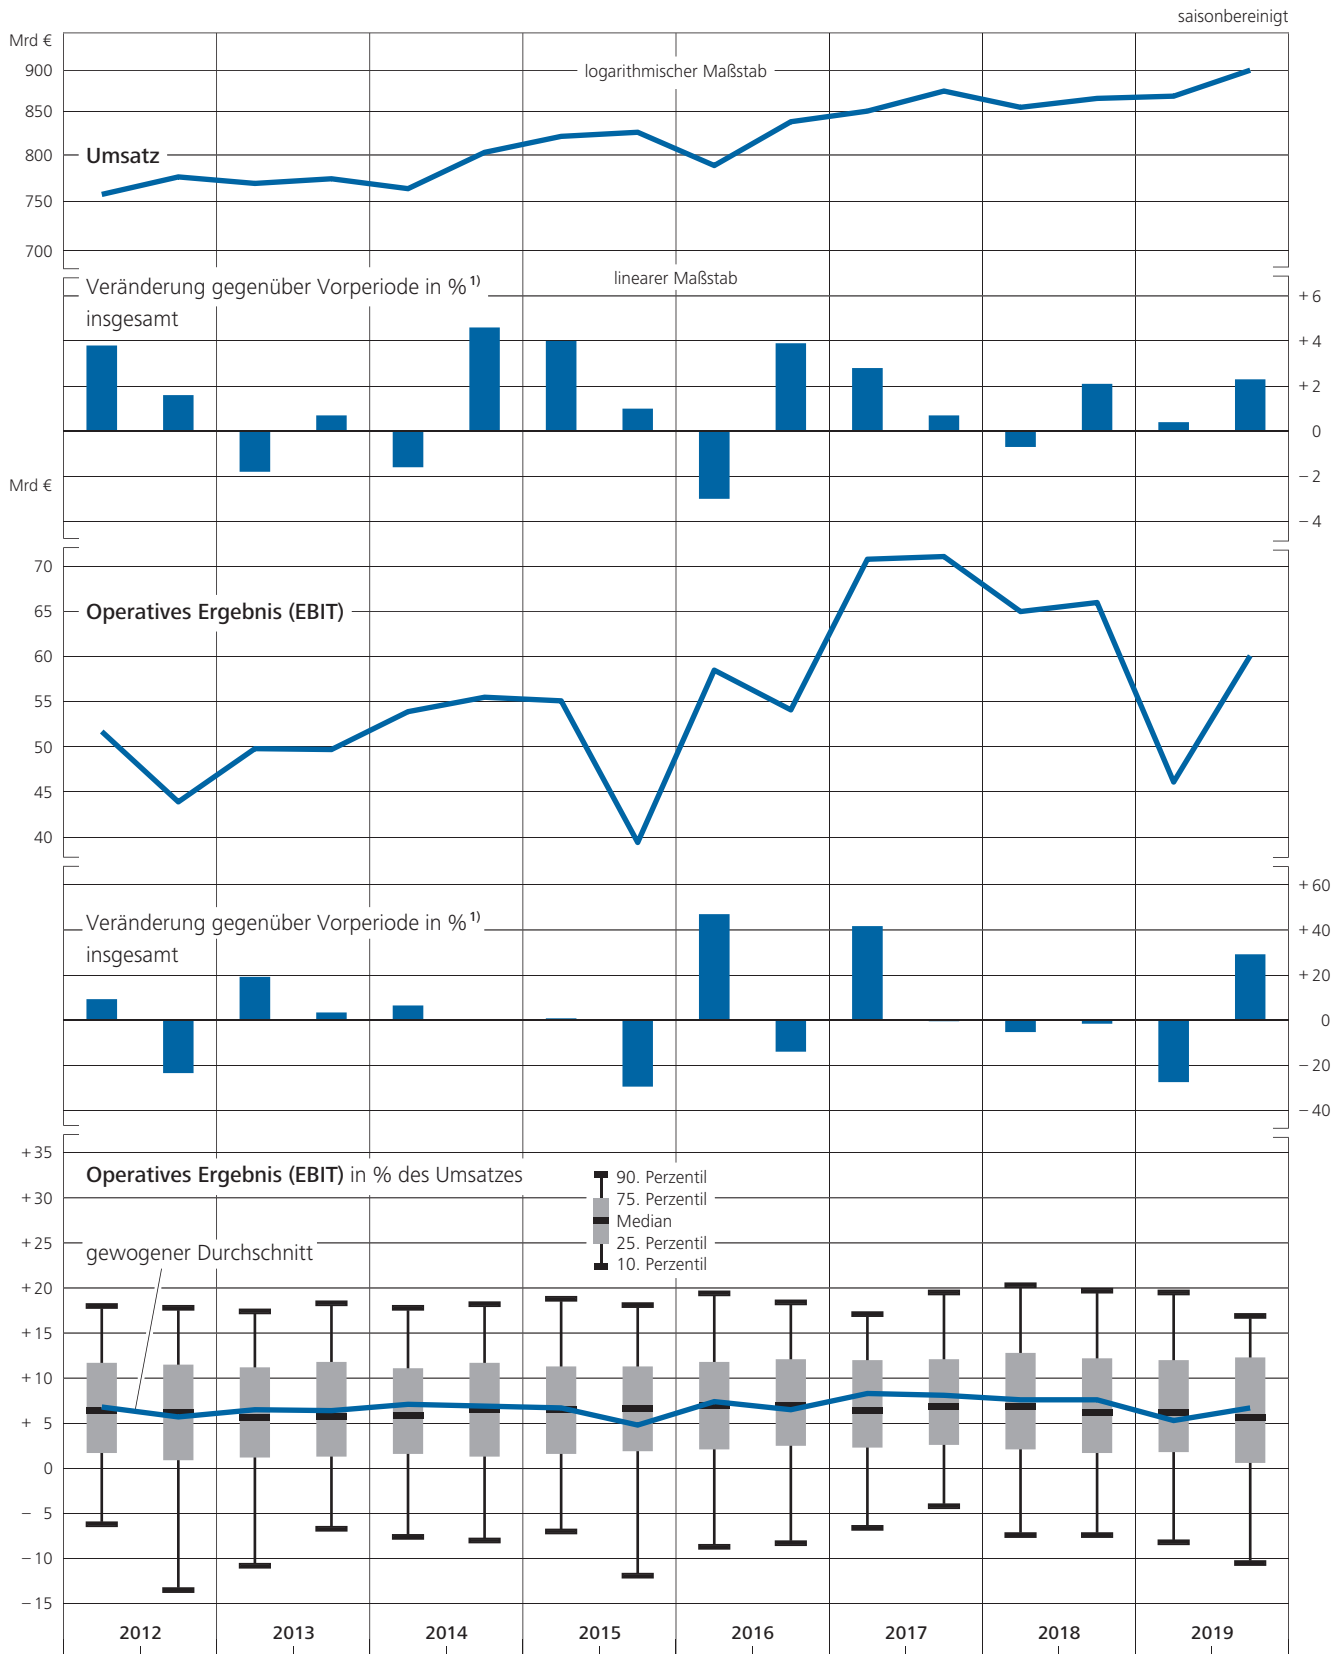 saisonbereinigt
Mrd €
900
logarithmischer Maßstab
850
800
Umsatz
750
700
linearer Maßstab
Veränderung gegenüber Vorperiode in % 1)
insgesamt
+ 6
+ 4
+ 2
0
− 2
− 4
Mrd €
70
65
Operatives Ergebnis (EBIT)
60
55
50
45
40
Veränderung gegenüber Vorperiode in % 1)
insgesamt
+ 60
+ 40
+ 20
0
− 20
− 40
+ 35
Operatives Ergebnis (EBIT) in % des Umsatzes
90. Perzentil
75. Perzentil
Median
25. Perzentil
10. Perzentil
+ 30
+ 25
gewogener Durchschnitt
+ 20
+ 15
+ 10
+ 5
0
− 5
− 10
− 15
2012 2013 2014 2015 2016 2017 2018 2019